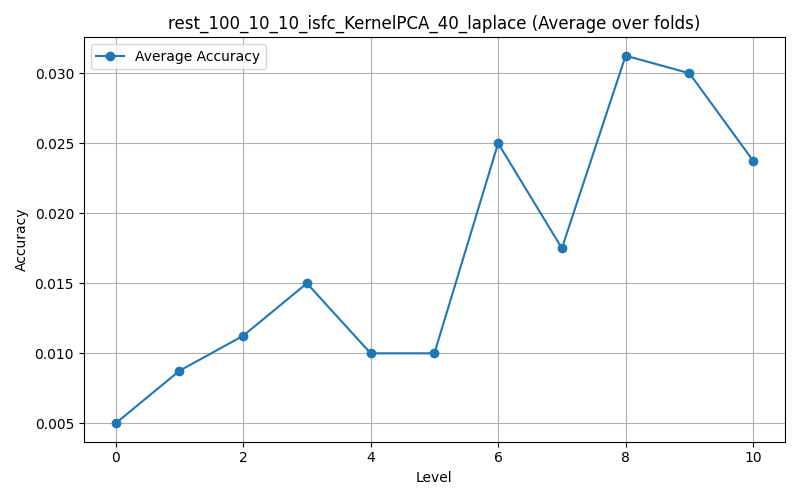 rest_100_10_10_isfc_KernelPCA_40_laplace (Average over folds)
Average Accuracy
0.030
0.025
0.020
0.015
0.010
0.005
Accuracy
0 2 4 6 8 10
Level